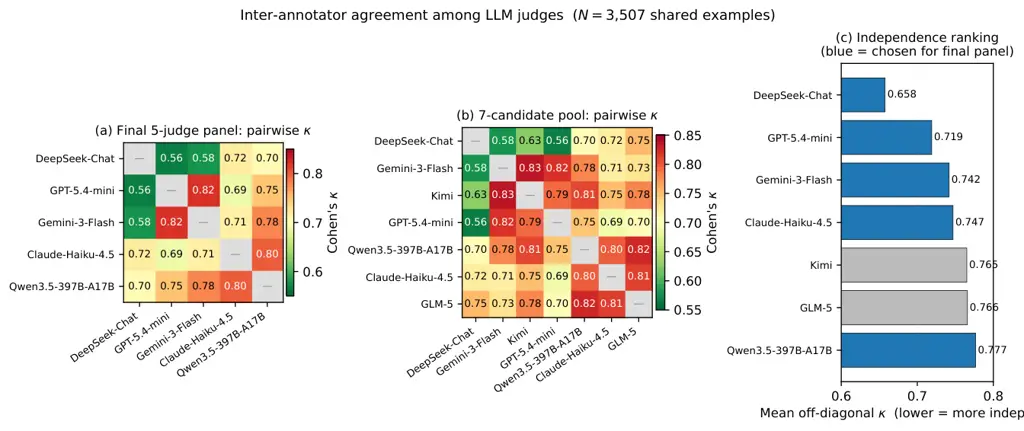 Inter-annotator agreement among LLM judges (N = 3,507 shared examples)
(a) Final 5-judge panel: pairwise κ
DeepSeek-Chat — 0.56 0.58 0.72 0.70
GPT-5.4-mini 0.56 — 0.82 0.69 0.75
Gemini-3-Flash 0.58 0.82 — 0.71 0.78
Claude-Haiku-4.5 0.72 0.69 0.71 — 0.80
Qwen3.5-397B-A17B 0.70 0.75 0.78 0.80 —
DeepSeek-Chat
GPT-5.4-mini
Gemini-3-Flash
Claude-Haiku-4.5
Qwen3.5-397B-A17B
0.8
0.7
0.6
Cohen's κ
(b) 7-candidate pool: pairwise κ
DeepSeek-Chat — 0.58 0.63 0.56 0.70 0.72 0.75
Gemini-3-Flash 0.58 — 0.83 0.82 0.78 0.71 0.73
Kimi 0.63 0.83 — 0.79 0.81 0.75 0.78
GPT-5.4-mini 0.56 0.82 0.79 — 0.75 0.69 0.70
Qwen3.5-397B-A17B 0.70 0.78 0.81 0.75 — 0.80 0.82
Claude-Haiku-4.5 0.72 0.71 0.75 0.69 0.80 — 0.81
GLM-5 0.75 0.73 0.78 0.70 0.82 0.81 —
DeepSeek-Chat
Gemini-3-Flash
Kimi
GPT-5.4-mini
Qwen3.5-397B-A17B
Claude-Haiku-4.5
GLM-5
0.85
0.80
0.75
0.70
0.65
0.60
0.55
Cohen's κ
(c) Independence ranking
(blue = chosen for final panel)
DeepSeek-Chat 0.658
GPT-5.4-mini 0.719
Gemini-3-Flash 0.742
Claude-Haiku-4.5 0.747
Kimi 0.765
GLM-5 0.766
Qwen3.5-397B-A17B 0.777
0.6 0.7 0.8
Mean off-diagonal κ (lower = more indep